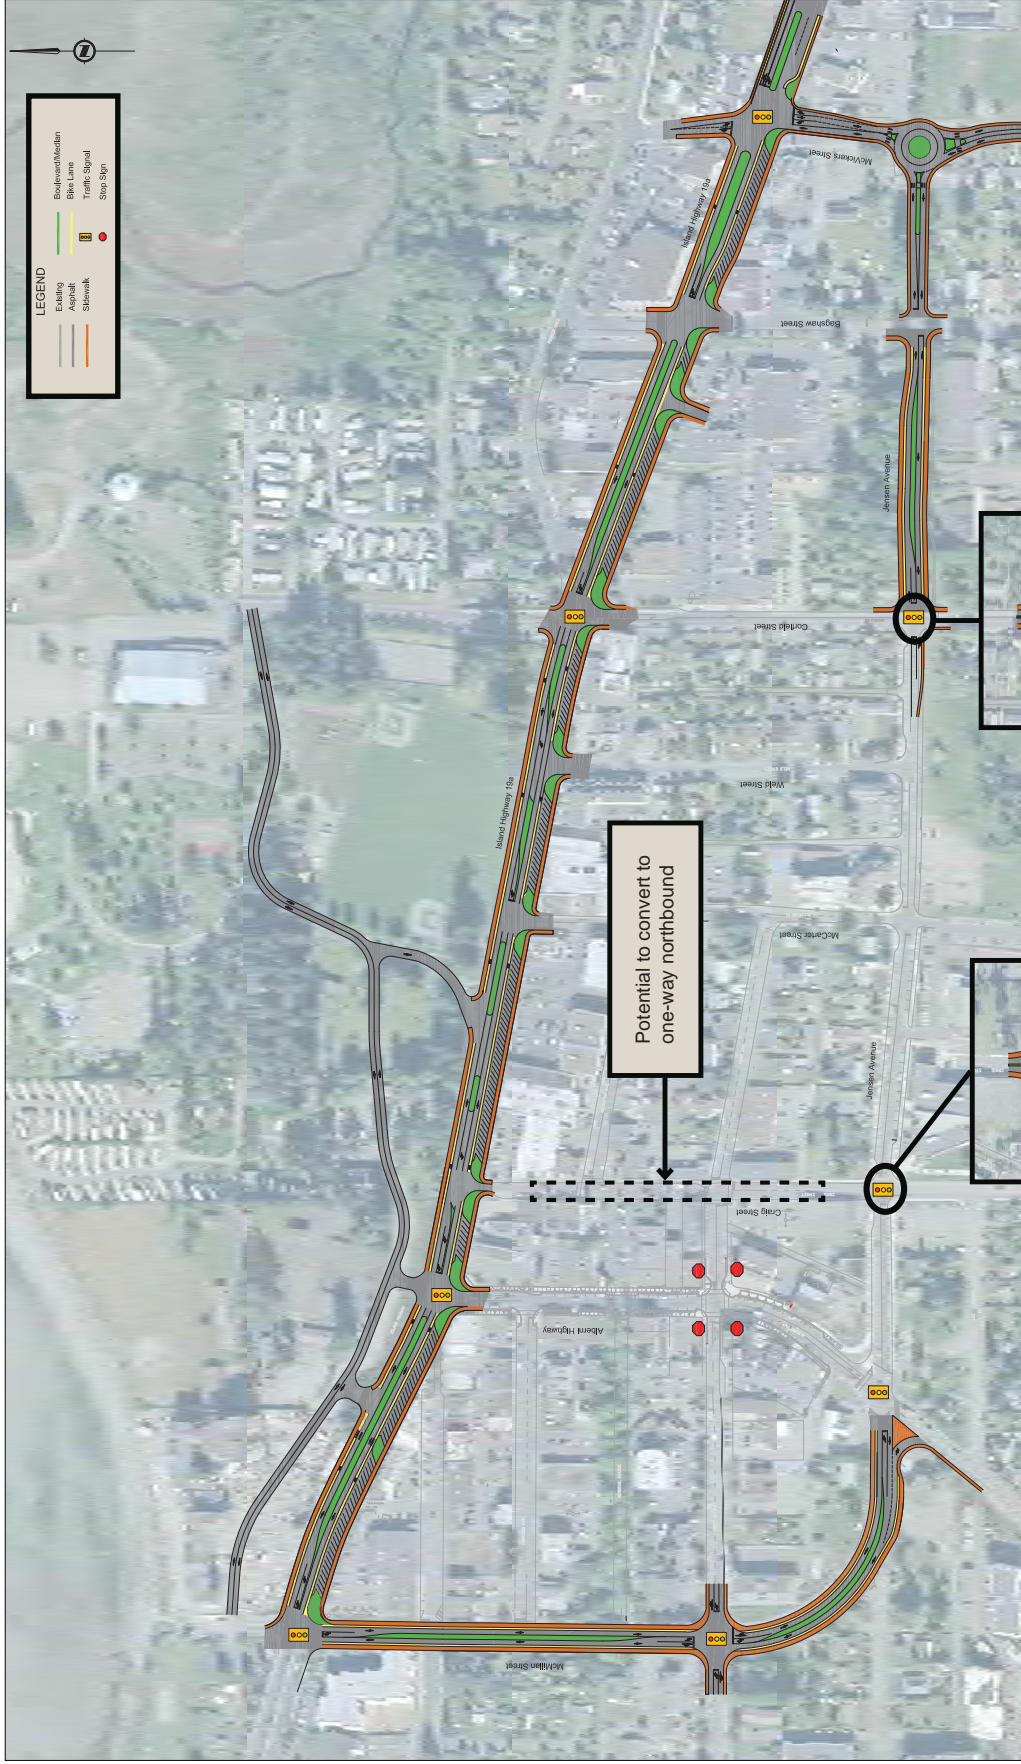 LEGEND
Existing
Asphalt
Sidewalk
Boulevard/Median
Bike Lane
Traffic Signal
Stop Sign
Island Highway 19a
McVickers Street
Bagshaw Street
Jensen Avenue
Corfield Street
Island Highway 19a
Weld Street
McCarter Street
Potential to convert to
one-way northbound
Jensen Avenue
Craig Street
Alberni Highway
McMillan Street